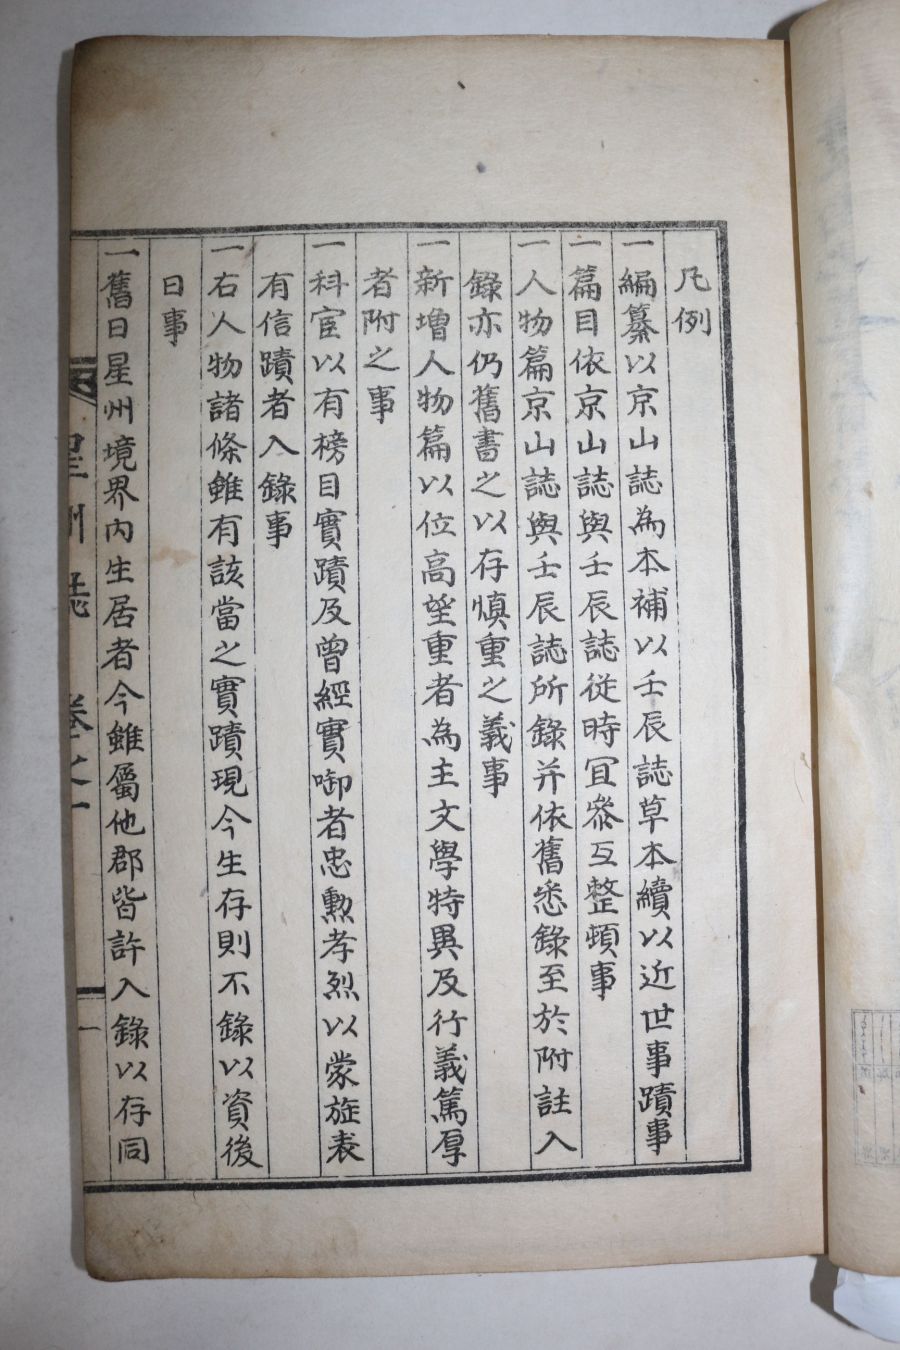 凡例
一編纂以京山誌為本補以壬辰誌草本續以近世事蹟事
一篇目依京山誌與壬辰誌從時宜叅互整頓事
一人物篇京山誌與壬辰誌所錄并依舊悉錄至於附註入
錄亦仍舊書之以存慎重之義事
一新增人物篇以位高望重者為主文學特異及行義篤厚
者附之事
一科宦以有榜目實蹟及曾經實啣者忠勳孝烈以蒙旌表
有信蹟者入錄事
一右人物諸條雖有該當之實蹟現今生存則不錄以資後
日事
一舊日星州境界內生居者今雖屬他郡皆許入錄以存同
星州誌 卷之一 一